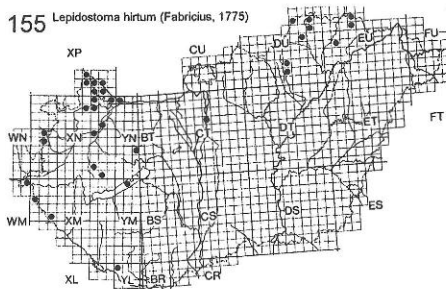 155 Lepidostoma hirtum (Fabricius, 1775)
XP CU DU EU FU
WN XN YN BT CT DT ET FT
WM XM YM BS CS DS ES
XL YL BR CR